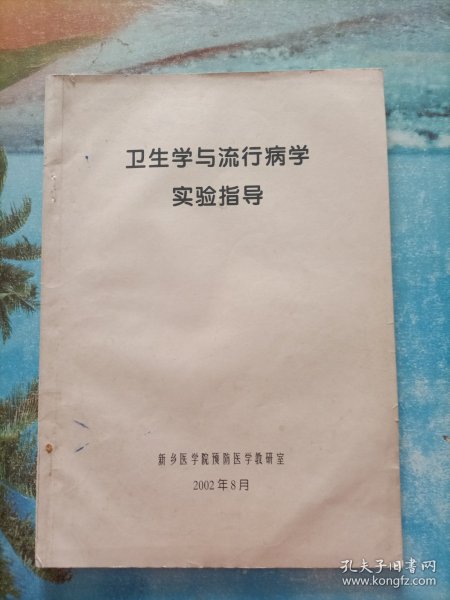 卫生学与流行病学
实验指导
新乡医学院预防医学教研室
2002年8月
孔夫子旧书网
www.kongfz.com